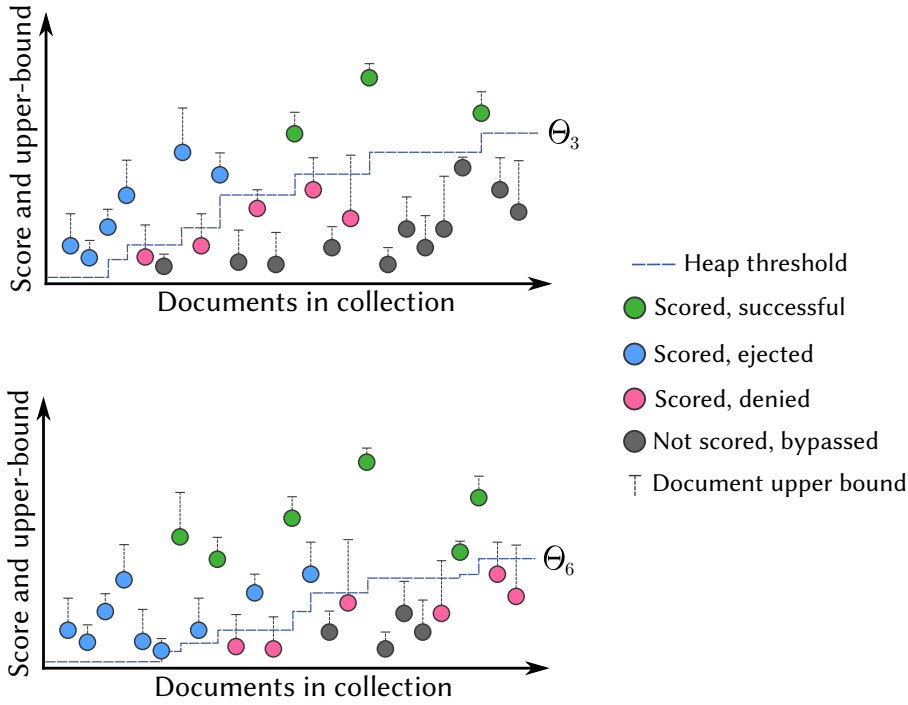 Score and upper-bound
Θ₃
Documents in collection
Heap threshold
Scored, successful
Scored, ejected
Scored, denied
Not scored, bypassed
Document upper bound
Score and upper-bound
Θ₆
Documents in collection